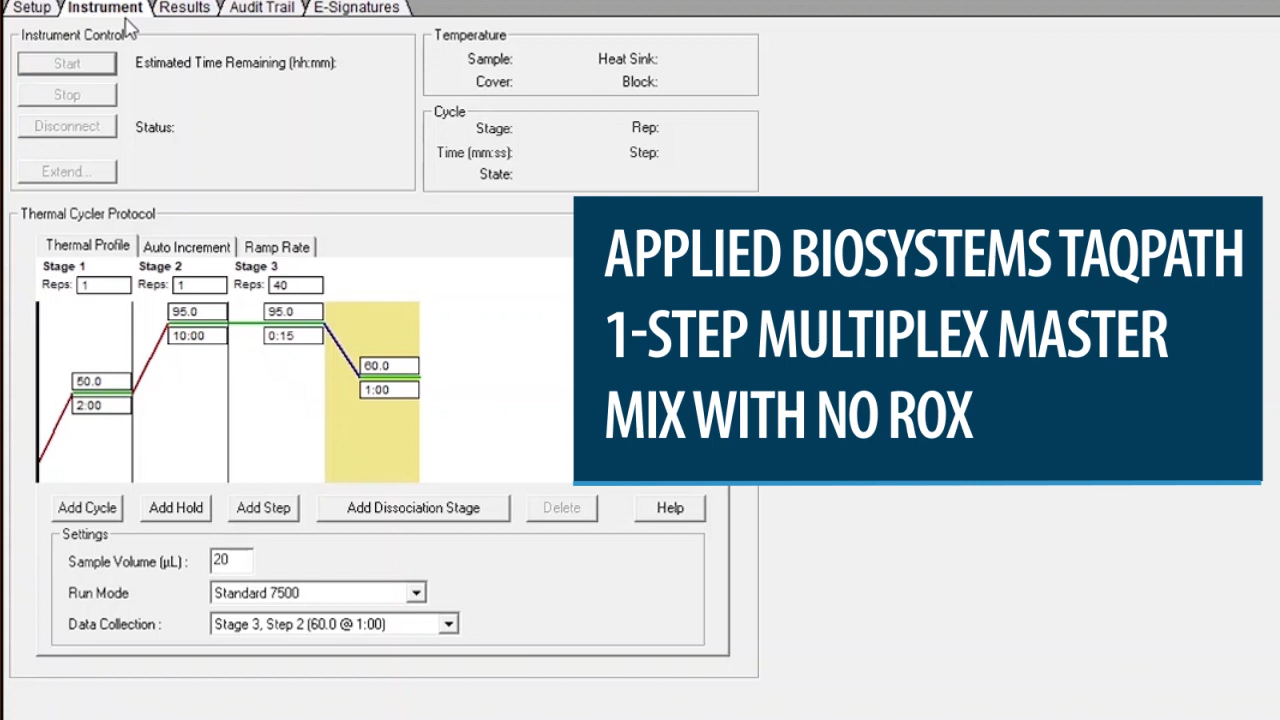 Setup Instrument Results Audit Trail E-Signatures
Instrument Control
Start Estimated Time Remaining (hh:mm):
Stop
Disconnect Status:
Extend...
Temperature
Sample: Heat Sink:
Cover: Block:
Cycle
Stage: Rep:
Time (mm:ss): Step:
State:
Thermal Cycler Protocol
Thermal Profile Auto Increment Ramp Rate
Stage 1 Stage 2 Stage 3
Reps: 1 Reps: 1 Reps: 40
95.0 95.0
10:00 0:15
60.0
50.0 1:00
2:00
APPLIED BIOSYSTEMS TAQPATH
1-STEP MULTIPLEX MASTER
MIX WITH NO ROX
Add Cycle Add Hold Add Step Add Dissociation Stage Delete Help
Settings
Sample Volume (µL) : 20
Run Mode Standard 7500
Data Collection : Stage 3, Step 2 (60.0 @ 1:00)